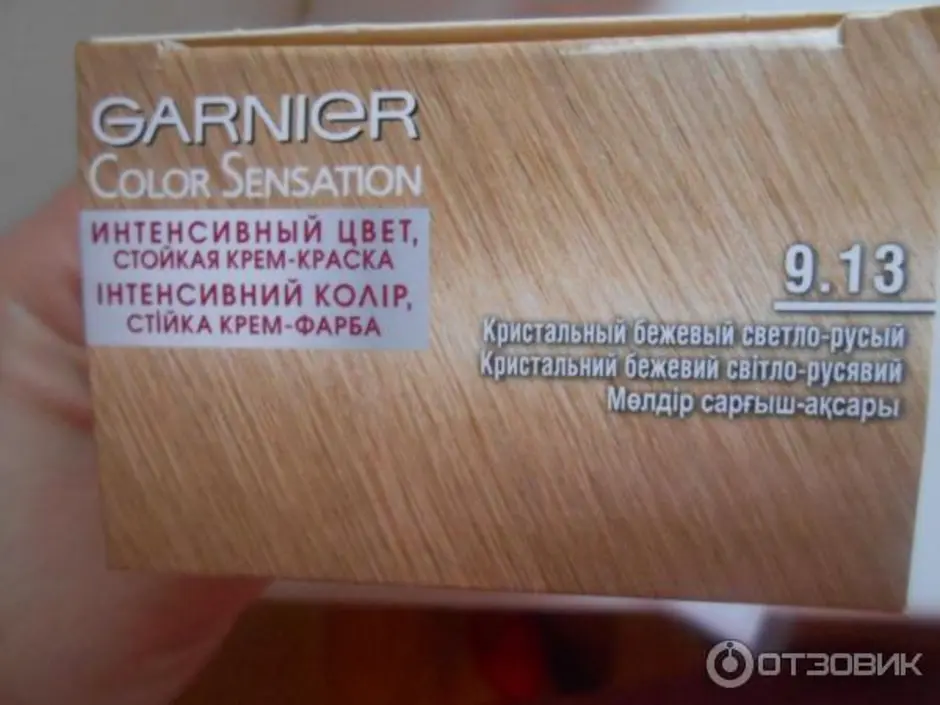 GARNIER
COLOR SENSATION
ИНТЕНСИВНЫЙ ЦВЕТ,
СТОЙКАЯ КРЕМ-КРАСКА
ІНТЕНСИВНИЙ КОЛІР,
СТІЙКА КРЕМ-ФАРБА
9.13
Кристальный бежевый светло-русый
Кристальний бежевий світло-русявий
Мөлдір сарғыш-ақсары
ОТЗОВИК